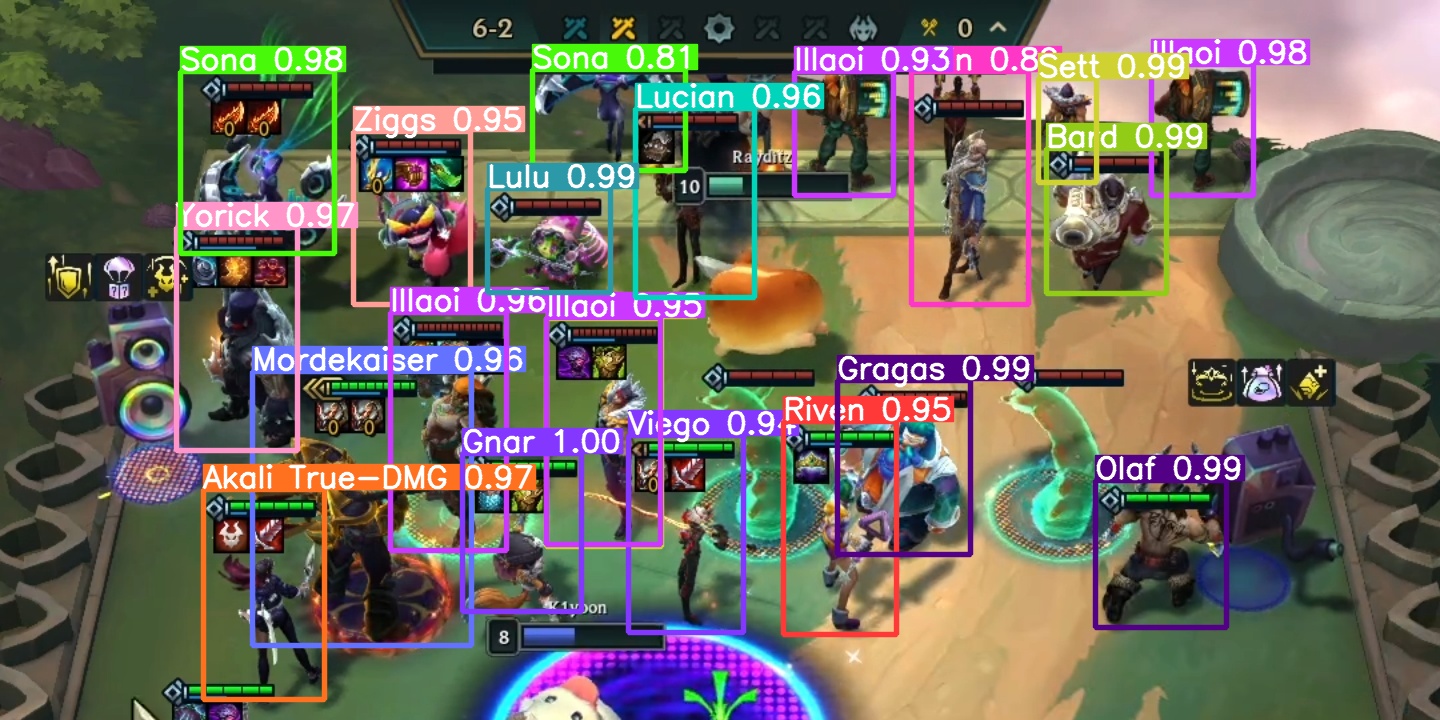 6-2
0
Sona 0.98
Sona 0.81
Illaoi 0.93
n 0.8
Sett 0.99
Illaoi 0.98
Ziggs 0.95
Lucian 0.96
Bard 0.99
Rayditz
10
Lulu 0.99
Yorick 0.97
Illaoi 0.96
Illaoi 0.95
Mordekaiser 0.96
Gragas 0.99
Riven 0.95
Viego 0.94
Gnar 1.00
Akali True-DMG 0.97
Olaf 0.99
K1yoon
8